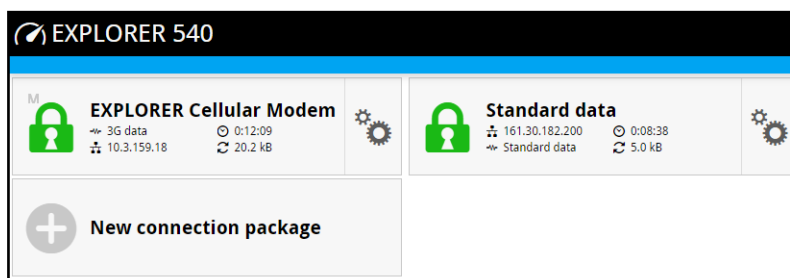 EXPLORER 540
M
EXPLORER Cellular Modem
3G data 0:12:09
10.3.159.18 20.2 kB
Standard data
161.30.182.200 0:08:38
Standard data 5.0 kB
New connection package